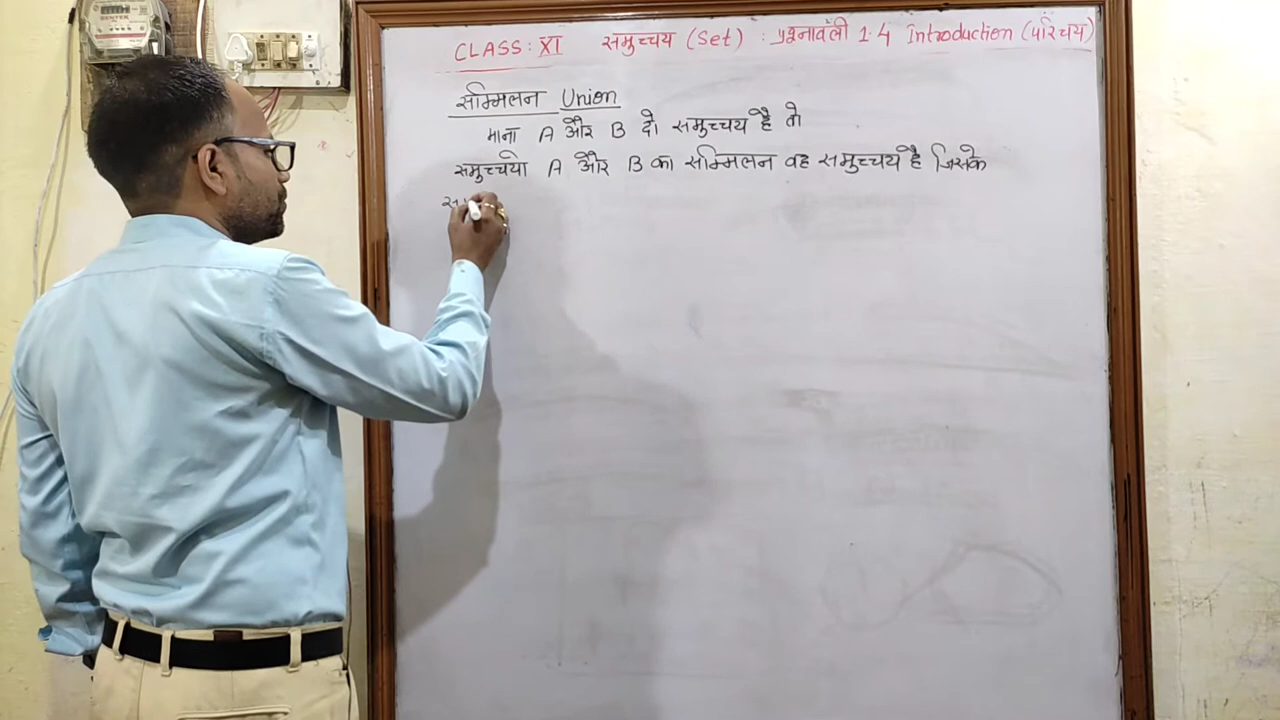 CLASS: XI समुच्चय (Set) : प्रश्नावली 1.4 Introduction (परिचय)
सम्मिलन Union
माना A और B दो समुच्चय है तो
समुच्चयो A और B का सम्मिलन वह समुच्चय है जिसके